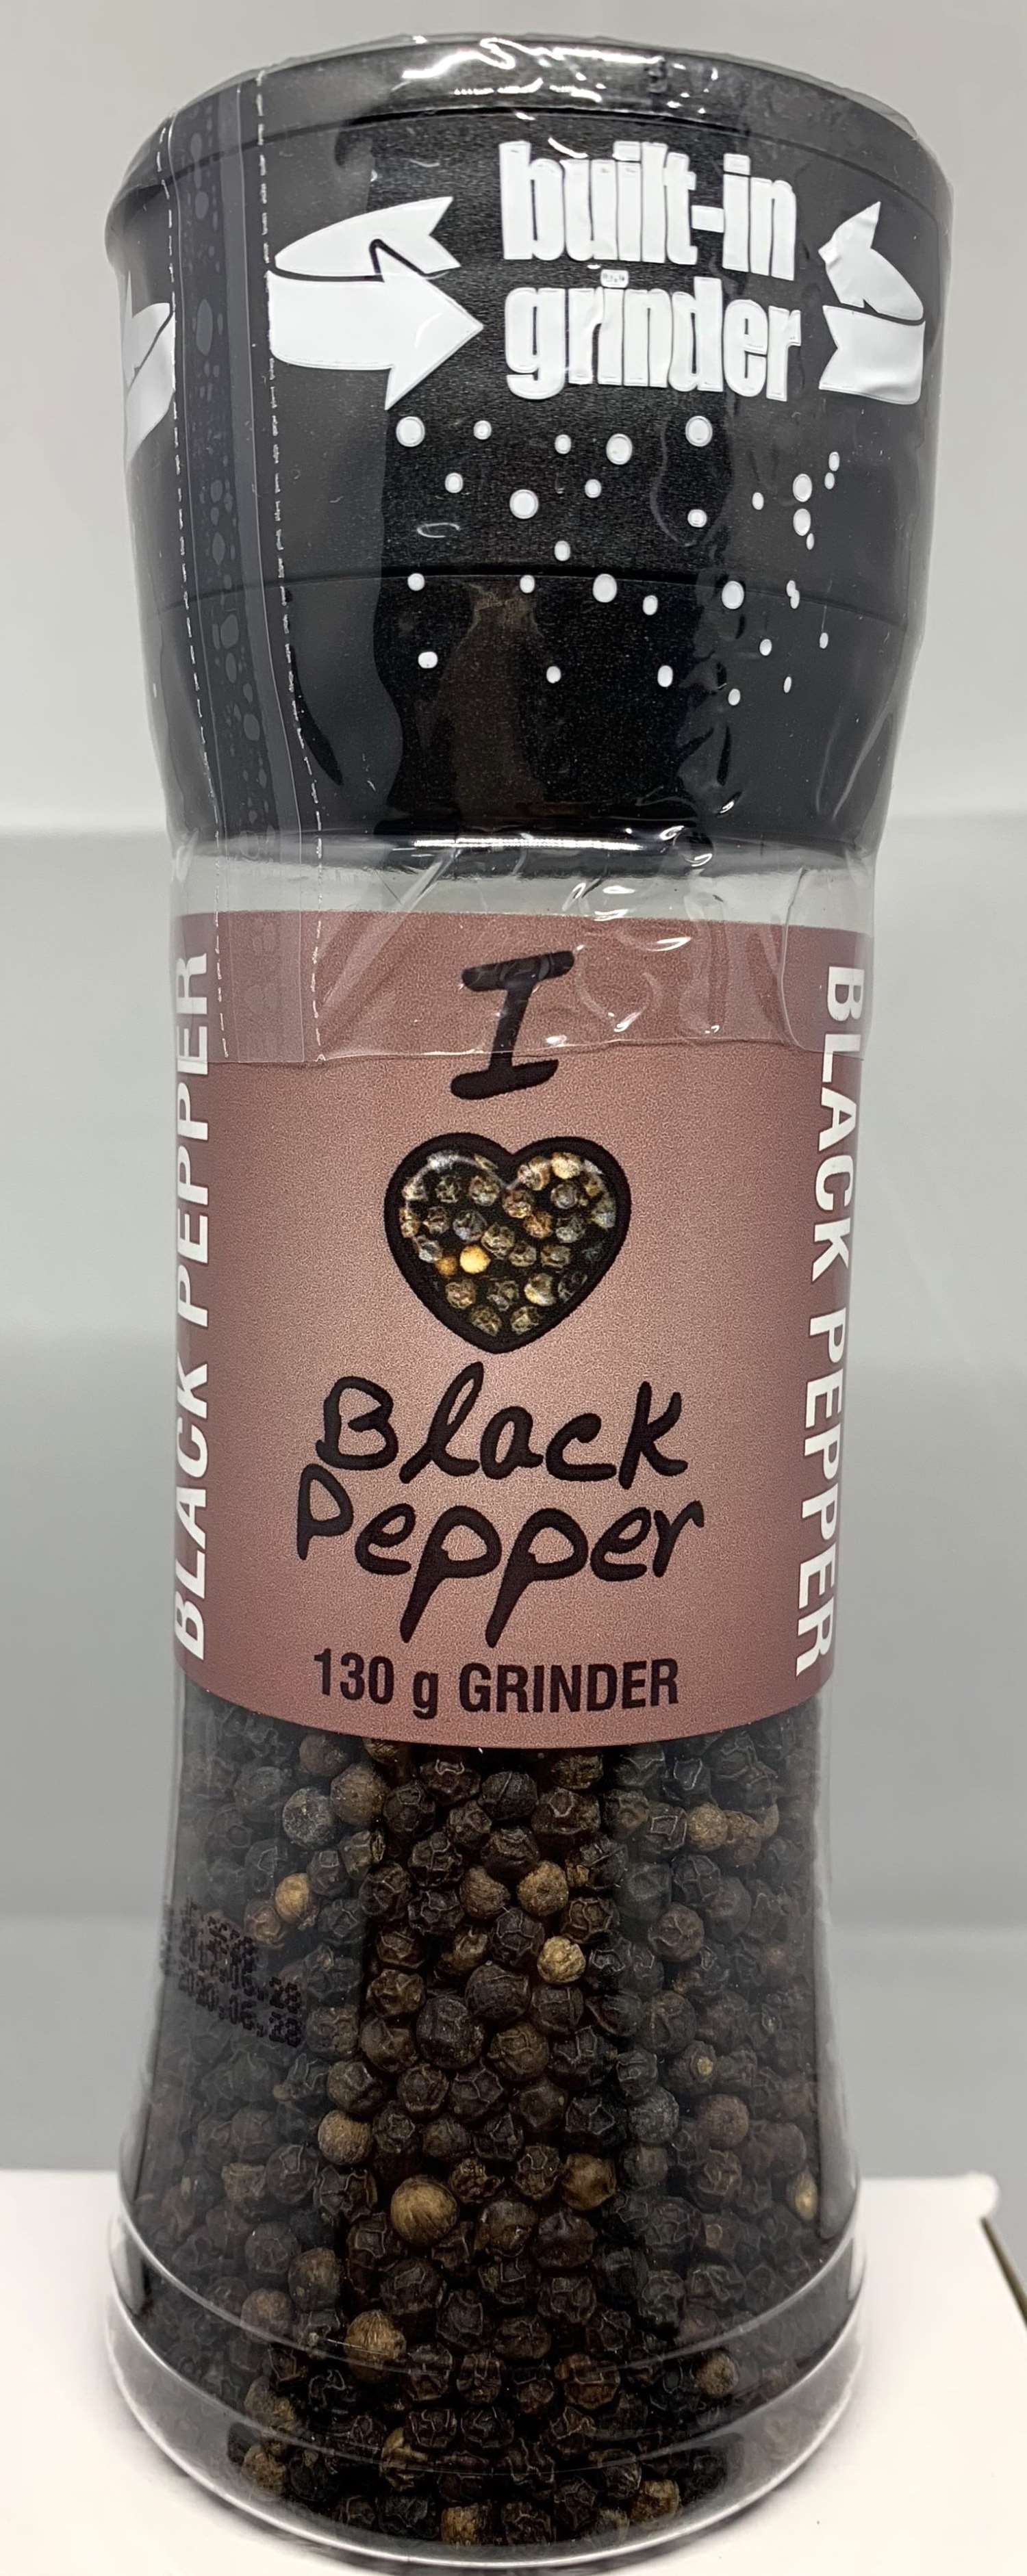 built-in
grinder
I
Black
Pepper
130 g GRINDER
BLACK PEPPER
BLACK PEPPER